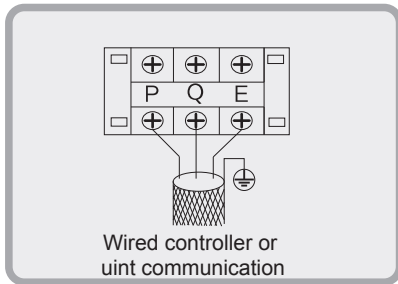 P Q E
Wired controller or
uint communication